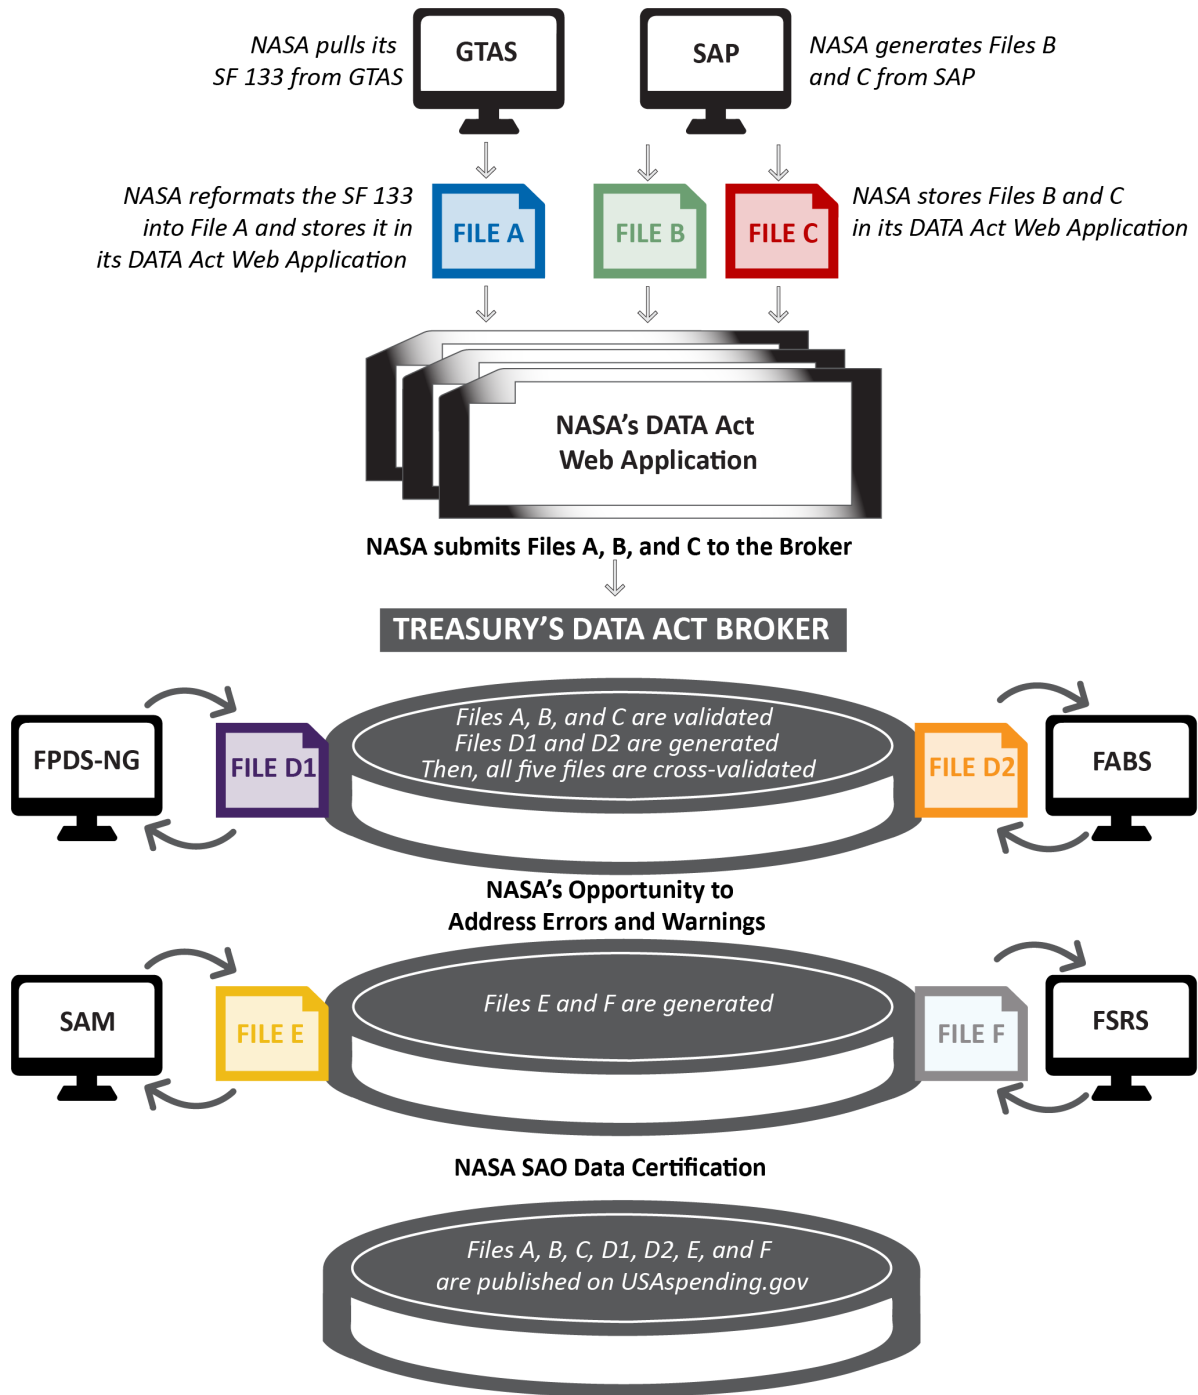 NASA pulls its
SF 133 from GTAS
GTAS
SAP
NASA generates Files B
and C from SAP
NASA reformats the SF 133
into File A and stores it in
its DATA Act Web Application
FILE A
FILE B
FILE C
NASA stores Files B and C
in its DATA Act Web Application
NASA's DATA Act
Web Application
NASA submits Files A, B, and C to the Broker
TREASURY'S DATA ACT BROKER
FPDS-NG
FILE D1
Files A, B, and C are validated
Files D1 and D2 are generated
Then, all five files are cross-validated
FILE D2
FABS
NASA's Opportunity to
Address Errors and Warnings
SAM
FILE E
Files E and F are generated
FILE F
FSRS
NASA SAO Data Certification
Files A, B, C, D1, D2, E, and F
are published on USAspending.gov